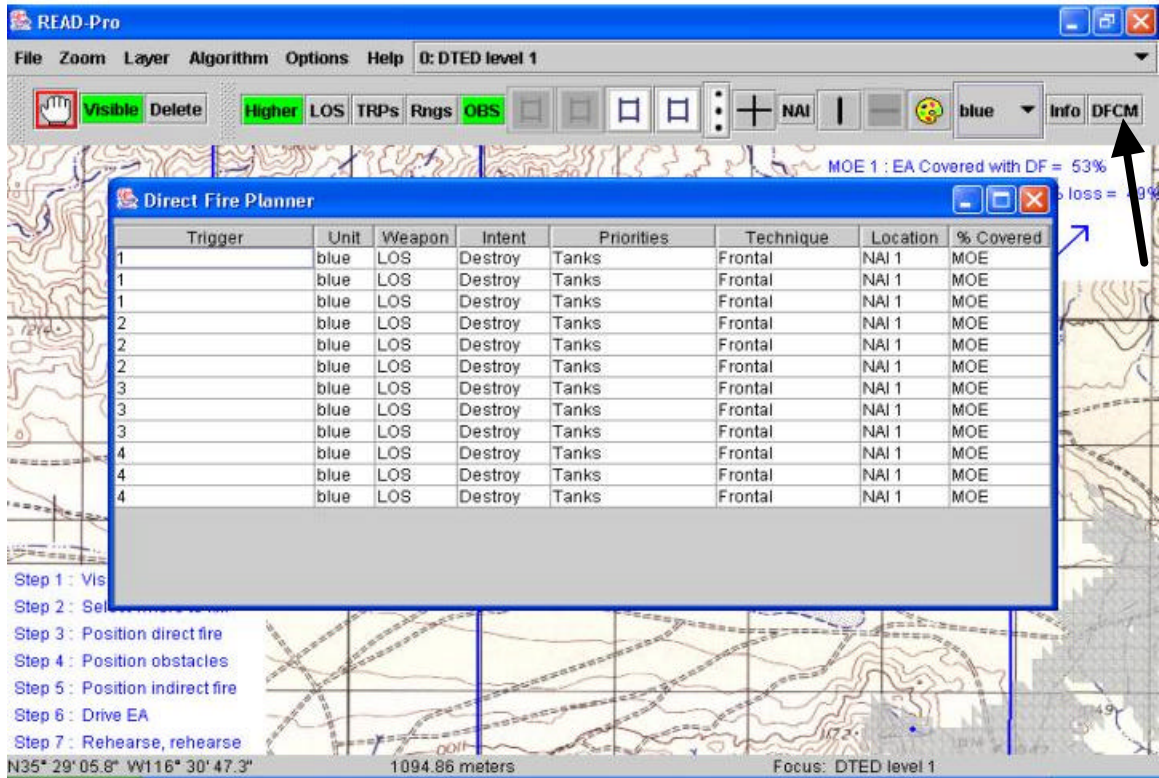 READ-Pro
File Zoom Layer Algorithm Options Help 0: DTED level 1
Visible Delete Higher LOS TRPs Rngs OBS NAI blue Info DFCM
MOE 1 : EA Covered with DF = 53%
loss =
Direct Fire Planner
Trigger Unit Weapon Intent Priorities Technique Location % Covered
1 blue LOS Destroy Tanks Frontal NAI 1 MOE
1 blue LOS Destroy Tanks Frontal NAI 1 MOE
1 blue LOS Destroy Tanks Frontal NAI 1 MOE
2 blue LOS Destroy Tanks Frontal NAI 1 MOE
2 blue LOS Destroy Tanks Frontal NAI 1 MOE
2 blue LOS Destroy Tanks Frontal NAI 1 MOE
3 blue LOS Destroy Tanks Frontal NAI 1 MOE
3 blue LOS Destroy Tanks Frontal NAI 1 MOE
3 blue LOS Destroy Tanks Frontal NAI 1 MOE
4 blue LOS Destroy Tanks Frontal NAI 1 MOE
4 blue LOS Destroy Tanks Frontal NAI 1 MOE
4 blue LOS Destroy Tanks Frontal NAI 1 MOE
Step 1 : Vis
Step 2 :
Step 3 : Position direct fire
Step 4 : Position obstacles
Step 5 : Position indirect fire
Step 6 : Drive EA
Step 7 : Rehearse, rehearse
N35° 29' 05.8" W116° 30' 47.3" 1094.86 meters Focus: DTED level 1